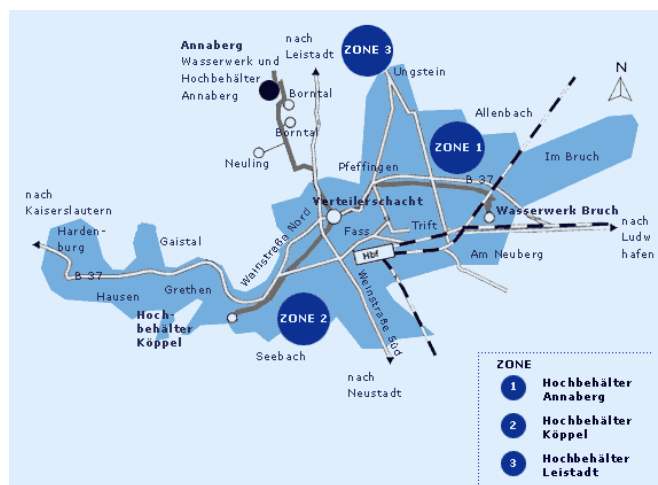 Annaberg
Wasserwerk und
Hochbehälter
Annaberg
nach
Leistadt
ZONE 3
Ungstein
N
Borntal
Borntal
Neuling
Allenbach
ZONE 1
Im Bruch
Pfeffingen
B 37
nach
Kaiserslautern
Verteilerschacht
Wasserwerk Bruch
Harden-
burg
Gaistal
Weinstraße Nord
Fass
Trift
nach
Ludw
hafen
Hbf
Am Neuberg
B 37
Hausen
Grethen
Hoch-
behälter
Köppel
ZONE 2
Weinstraße Süd
Seebach
nach
Neustadt
ZONE
1 Hochbehälter
Annaberg
2 Hochbehälter
Köppel
3 Hochbehälter
Leistadt